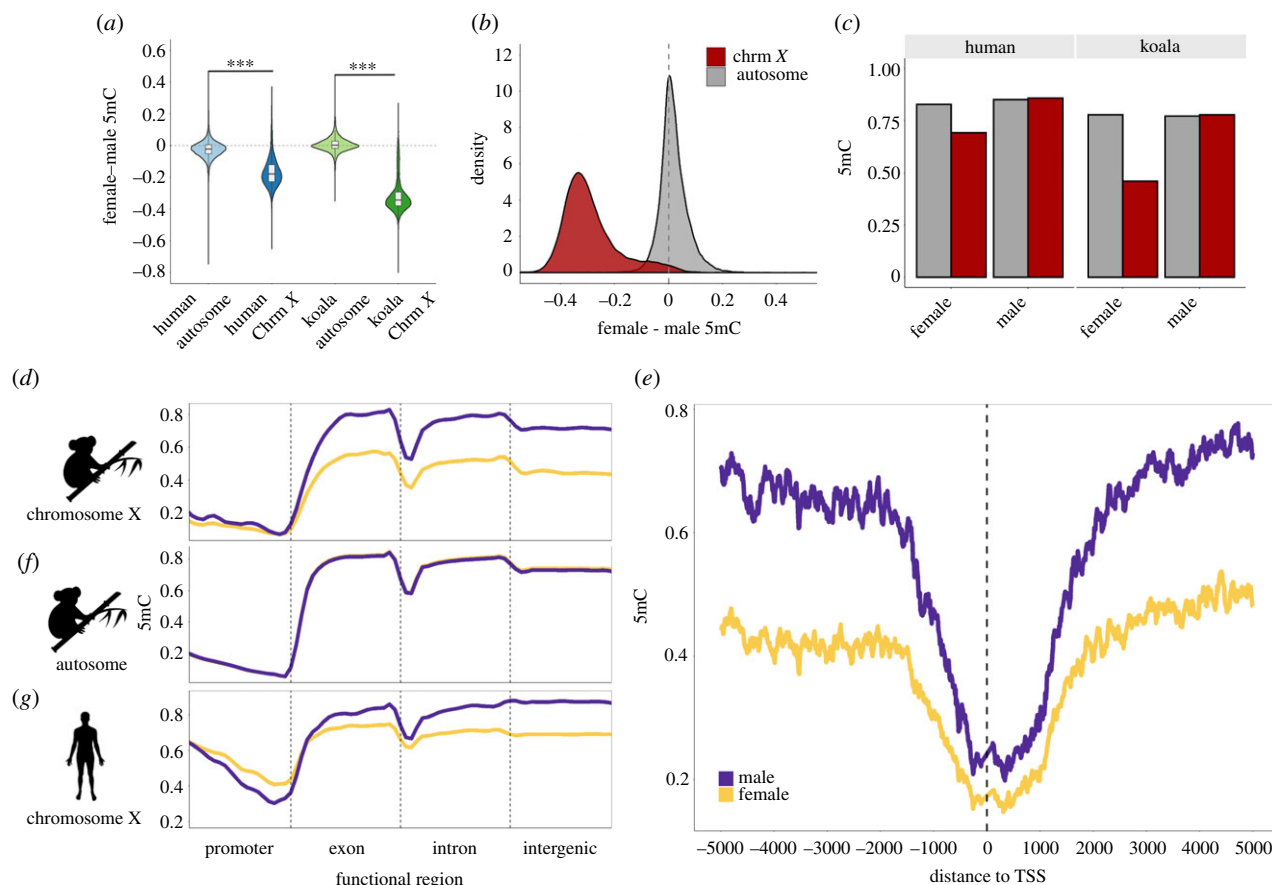 (a)
0.6
0.4
0.2
0
–0.2
–0.4
–0.6
–0.8
female–male 5mC
***
***
human
autosome
human
Chrm X
koala
autosome
koala
Chrm X
(b)
12
10
8
6
4
2
0
density
chrm X
autosome
–0.4
–0.2
0
0.2
0.4
female - male 5mC
(c)
human
koala
1.00
0.75
0.50
0.25
0
5mC
female
male
female
male
(d)
0.8
0.6
0.4
0.2
chromosome X
(f)
0.8
0.6
0.4
0.2
5mC
autosome
(g)
0.8
0.6
0.4
0.2
chromosome X
promoter
exon
intron
intergenic
functional region
(e)
0.8
0.6
0.4
0.2
5mC
male
female
–5000
–4000
–3000
–2000
–1000
0
1000
2000
3000
4000
5000
distance to TSS